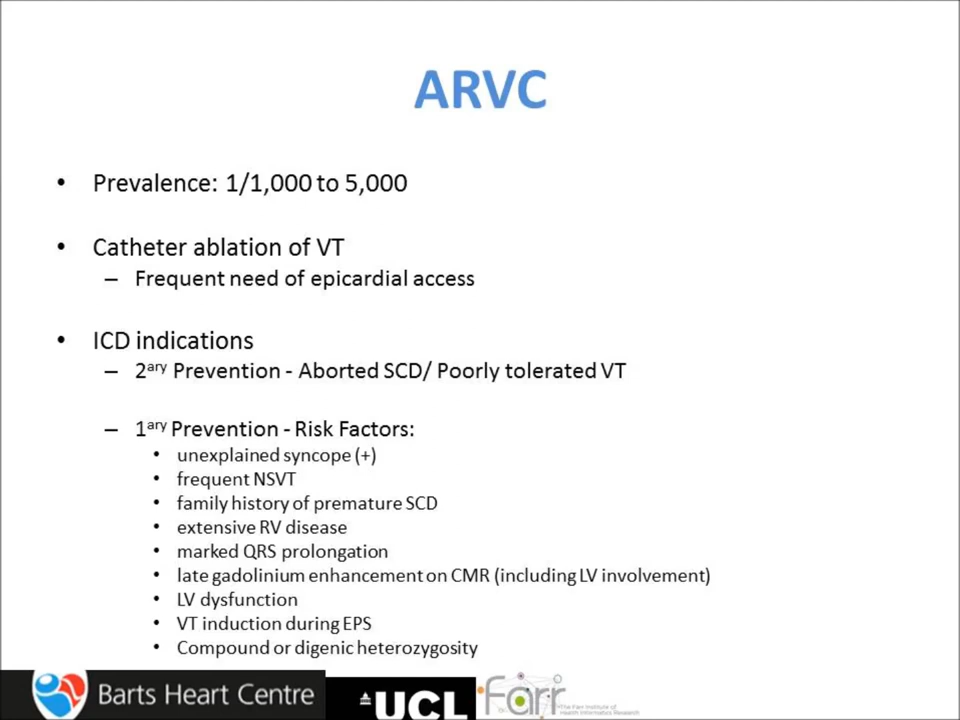 ARVC
• Prevalence: 1/1,000 to 5,000
• Catheter ablation of VT
– Frequent need of epicardial access
• ICD indications
– 2ary Prevention - Aborted SCD/ Poorly tolerated VT
– 1ary Prevention - Risk Factors:
• unexplained syncope (+)
• frequent NSVT
• family history of premature SCD
• extensive RV disease
• marked QRS prolongation
• late gadolinium enhancement on CMR (including LV involvement)
• LV dysfunction
• VT induction during EPS
• Compound or digenic heterozygosity
Barts Heart Centre
UCL
Farr
The Farr Institute of
Health Informatics Research